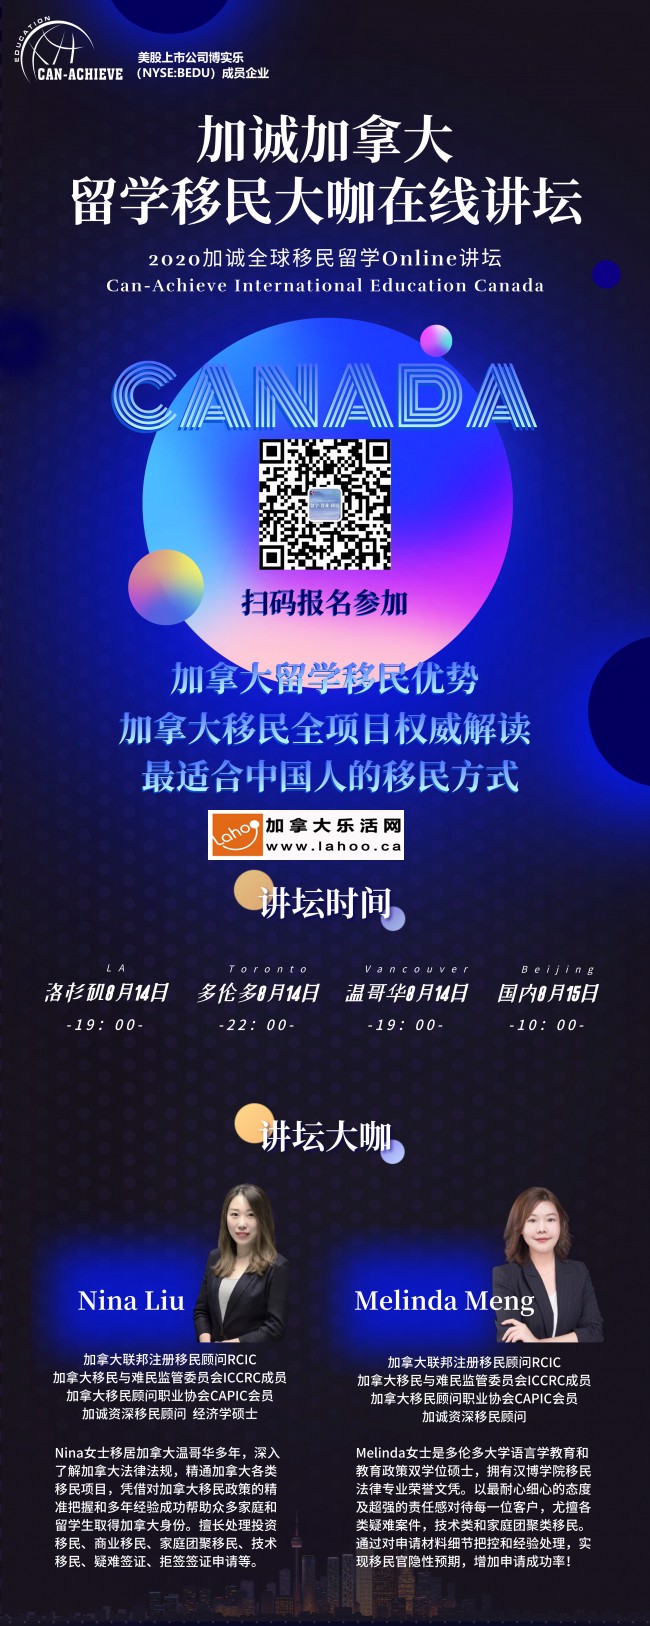 EDUCATION
CAN-ACHIEVE
美股上市公司博实乐
（NYSE:BEDU）成员企业
加诚加拿大
留学移民大咖在线讲坛
2020加诚全球移民留学Online讲坛
Can-Achieve International Education Canada
CANADA
扫码报名参加
加拿大留学移民优势
加拿大移民全项目权威解读
最适合中国人的移民方式
Lahoo 加拿大乐活网
www.lahoo.ca
讲坛时间
LA Toronto Vancouver Beijing
洛杉矶8月14日 多伦多8月14日 温哥华8月14日 国内8月15日
-19：00- -22：00- -19：00- -10：00-
讲坛大咖
Nina Liu
加拿大联邦注册移民顾问RCIC
加拿大移民与难民监管委员会ICCRC成员
加拿大移民顾问职业协会CAPIC会员
加诚资深移民顾问 经济学硕士
Nina女士移居加拿大温哥华多年，深入
了解加拿大法律法规，精通加拿大各类
移民项目，凭借对加拿大移民政策的精
准把握和多年经验成功帮助众多家庭和
留学生取得加拿大身份。擅长处理投资
移民、商业移民、家庭团聚移民、技术
移民、疑难签证、拒签签证申请等。
Melinda Meng
加拿大联邦注册移民顾问RCIC
加拿大移民与难民监管委员会ICCRC成员
加拿大移民顾问职业协会CAPIC会员
加诚资深移民顾问
Melinda女士是多伦多大学语言学教育和
教育政策双学位硕士，拥有汉博学院移民
法律专业荣誉文凭。以最耐心细心的态度
及超强的责任感对待每一位客户，尤擅各
类疑难案件，技术类和家庭团聚类移民。
通过对申请材料细节把控和经验处理，实
现移民官隐性预期，增加申请成功率！